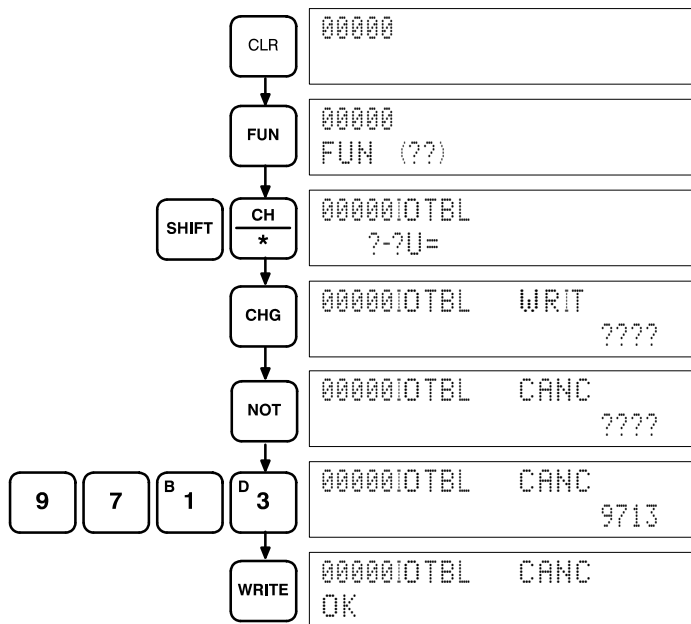 CLR
00000
FUN
00000
FUN (??)
SHIFT
CH
*
00000IOTBL
?-?U=
CHG
00000IOTBL WRIT
????
NOT
00000IOTBL CANC
????
9
7
B 1
D 3
00000IOTBL CANC
9713
WRITE
00000IOTBL CANC
OK